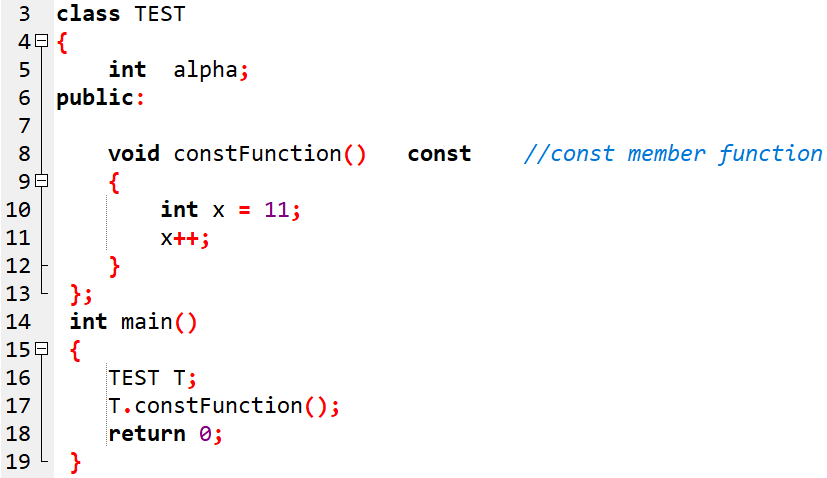 3 class TEST
4 {
5     int  alpha;
6 public:
7
8     void constFunction()   const    //const member function
9     {
10         int x = 11;
11         x++;
12     }
13  };
14  int main()
15  {
16     TEST T;
17     T.constFunction();
18     return 0;
19  }